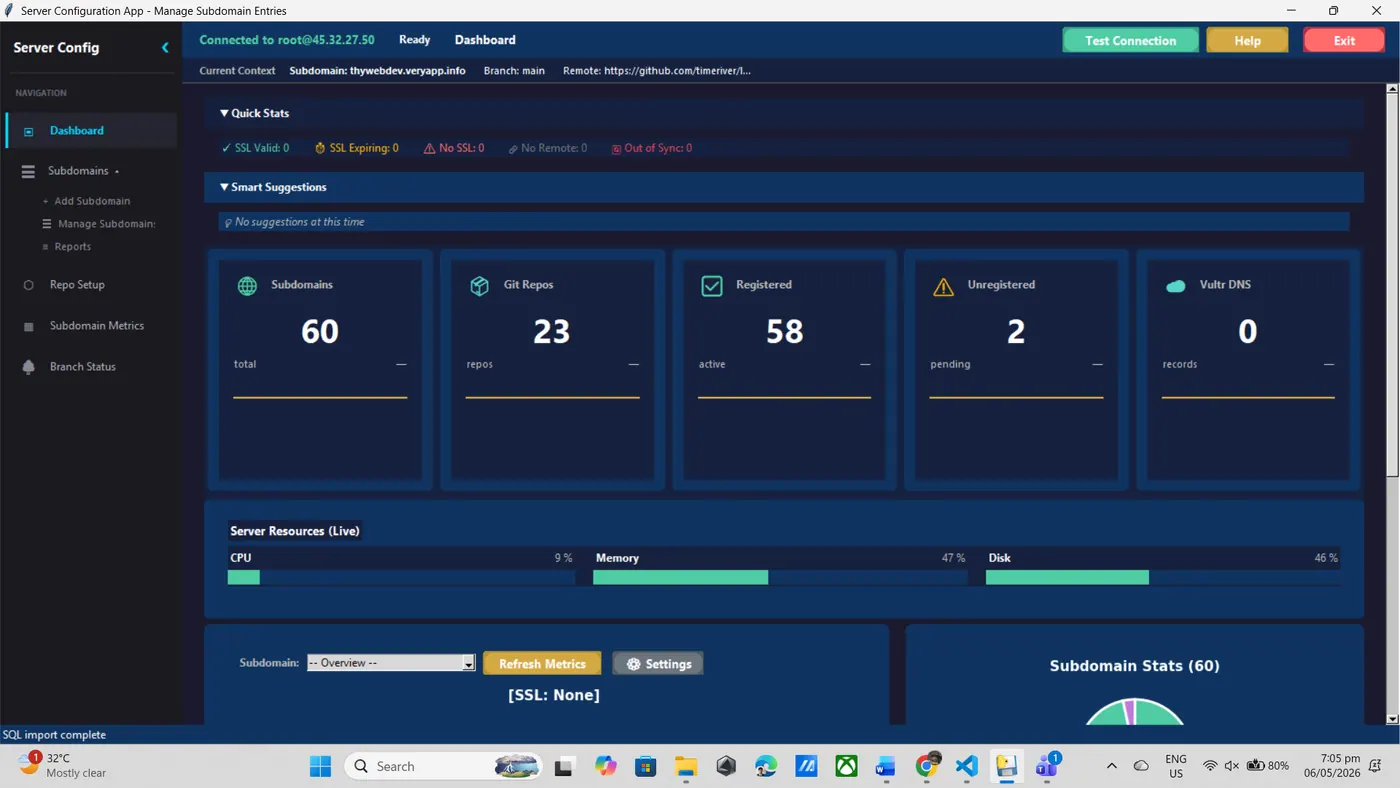 Server Configuration App - Manage Subdomain Entries
Server Config
Connected to root@45.32.27.50 Ready Dashboard Test Connection Help Exit
Current Context Subdomain: thywebdev.veryapp.info Branch: main Remote: https://github.com/timeriver/l...
NAVIGATION
Dashboard
Subdomains
+ Add Subdomain
Manage Subdomain:
Reports
Repo Setup
Subdomain Metrics
Branch Status
▼ Quick Stats
✓ SSL Valid: 0 SSL Expiring: 0 No SSL: 0 No Remote: 0 Out of Sync: 0
▼ Smart Suggestions
No suggestions at this time
Subdomains Git Repos Registered Unregistered Vultr DNS
60 23 58 2 0
total — repos — active — pending — records —
Server Resources (Live)
CPU 9 % Memory 47 % Disk 46 %
Subdomain: -- Overview -- Refresh Metrics Settings
[SSL: None]
Subdomain Stats (60)
SQL import complete
1
32°C
Mostly clear
Search
1
ENG
US
80%
7:05 pm
06/05/2026